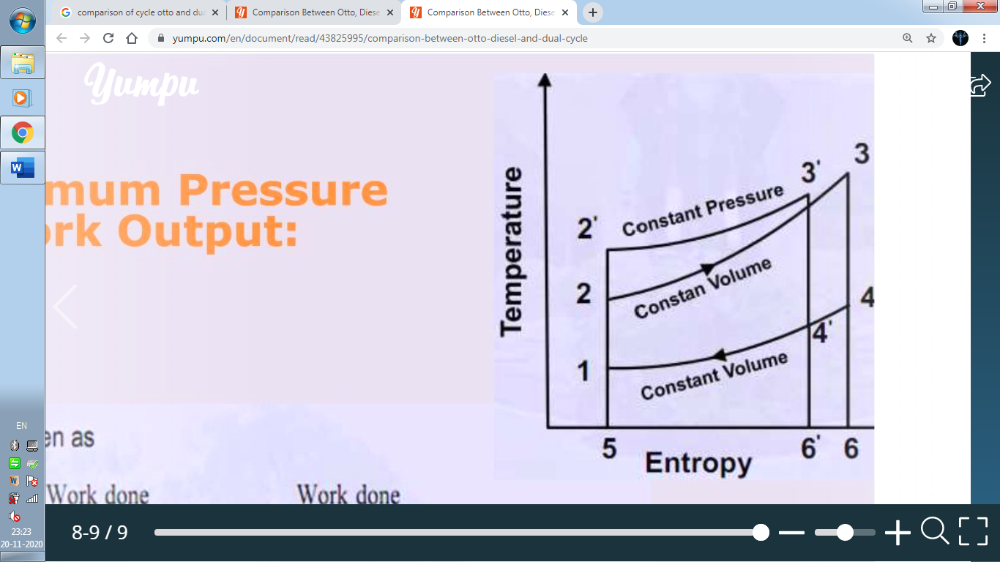 comparison of cycle otto and du
Comparison Between Otto, Diese
Comparison Between Otto, Diese
yumpu.com/en/document/read/43825995/comparison-between-otto-diesel-and-dual-cycle
Yumpu
mum Pressure
ork Output:
en as
Work done
Work done
Temperature
3
3'
Constant Pressure
2'
Constan Volume
2
4
4'
1
Constant Volume
5
6'
6
Entropy
8-9 / 9
EN
23:23
20-11-2020